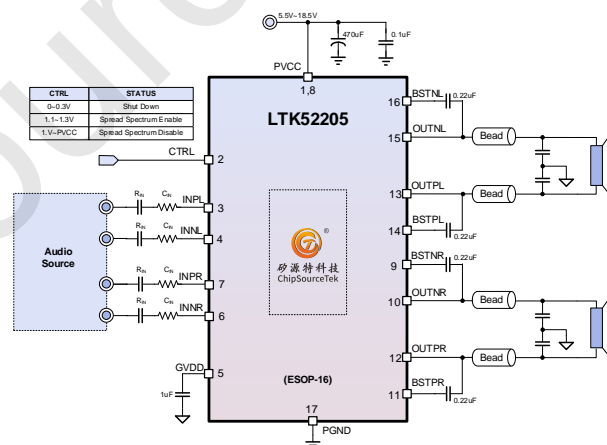 5.5V~18.5V
470uF
0.1uF
PVCC
1,8
CTRL STATUS
0~0.3V Shut Down
1.1~1.3V Spread Spectrum Enable
1.V~PVCC Spread Spectrum Disable
LTK52205
16 BSTNL 0.22uF
15 OUTNL Bead
CTRL 2
13 OUTPL Bead
14 BSTPL 0.22uF
RIN CIN INPL 3
RIN CIN INNL 4
Audio
Source
®
矽源特科技
ChipSourceTek
9 BSTNR 0.22uF
10 OUTNR Bead
RIN CIN INPR 7
RIN CIN INNR 6
12 OUTPR Bead
11 BSTPR 0.22uF
GVDD 5
1uF
(ESOP-16)
17
PGND